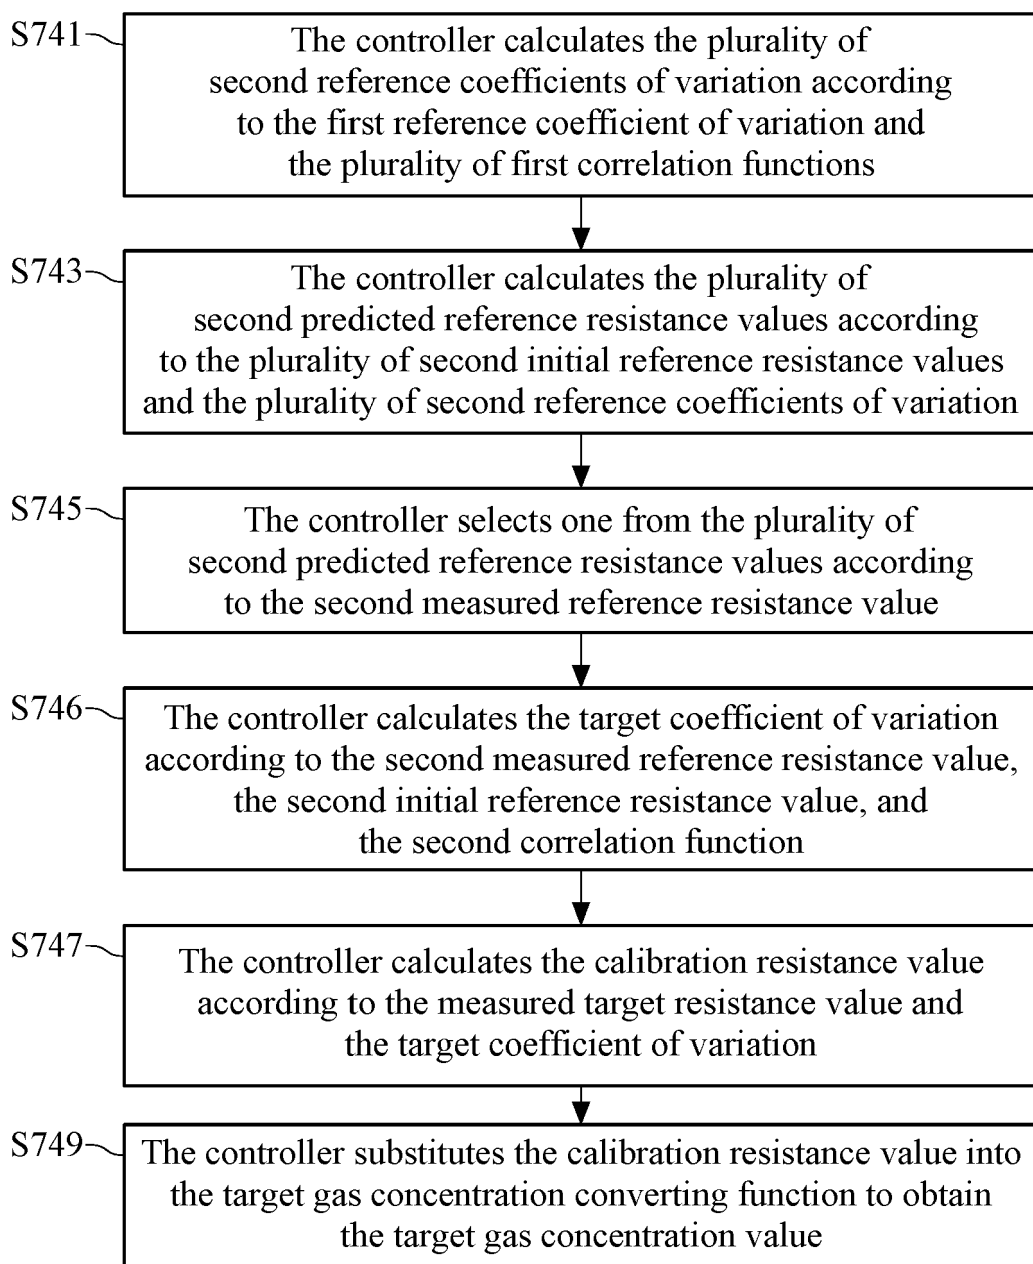 S741
The controller calculates the plurality of
second reference coefficients of variation according
to the first reference coefficient of variation and
the plurality of first correlation functions
S743
The controller calculates the plurality of
second predicted reference resistance values according
to the plurality of second initial reference resistance values
and the plurality of second reference coefficients of variation
S745
The controller selects one from the plurality of
second predicted reference resistance values according
to the second measured reference resistance value
S746
The controller calculates the target coefficient of variation
according to the second measured reference resistance value,
the second initial reference resistance value, and
the second correlation function
S747
The controller calculates the calibration resistance value
according to the measured target resistance value and
the target coefficient of variation
S749
The controller substitutes the calibration resistance value into
the target gas concentration converting function to obtain
the target gas concentration value